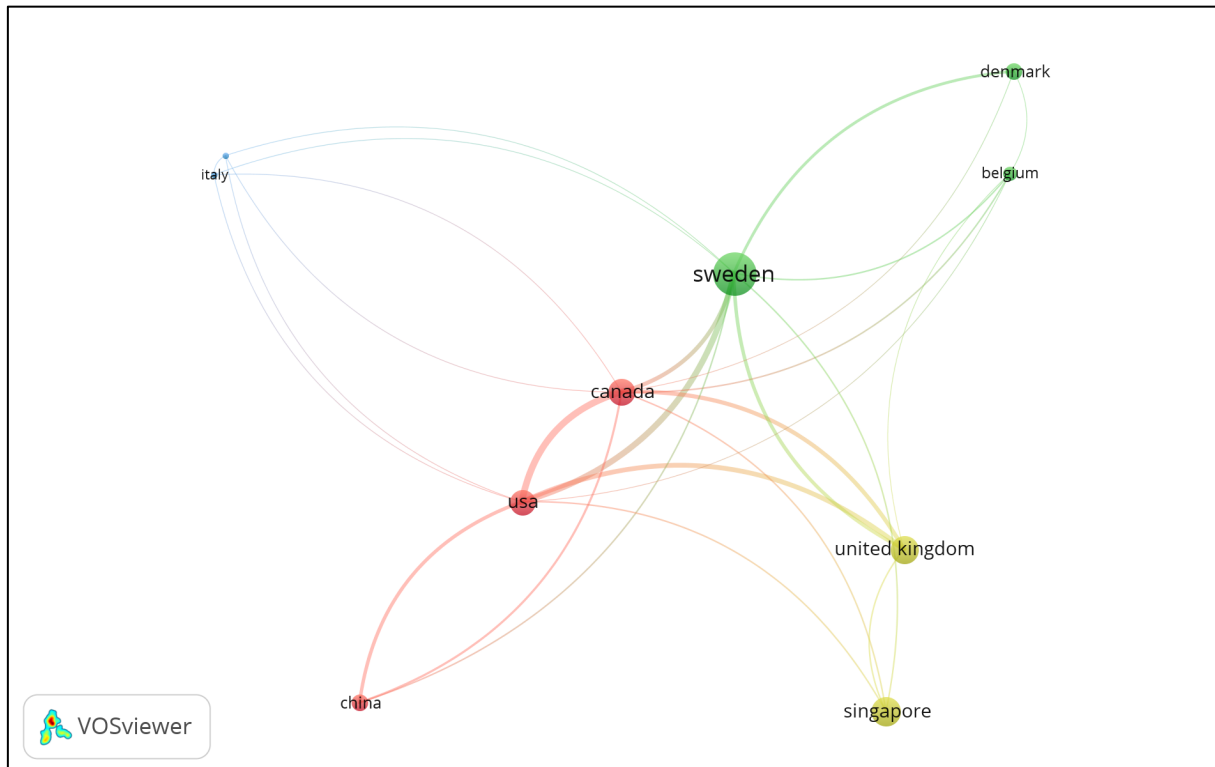 denmark
italy
belgium
sweden
canada
usa
united kingdom
china
singapore
VOSviewer